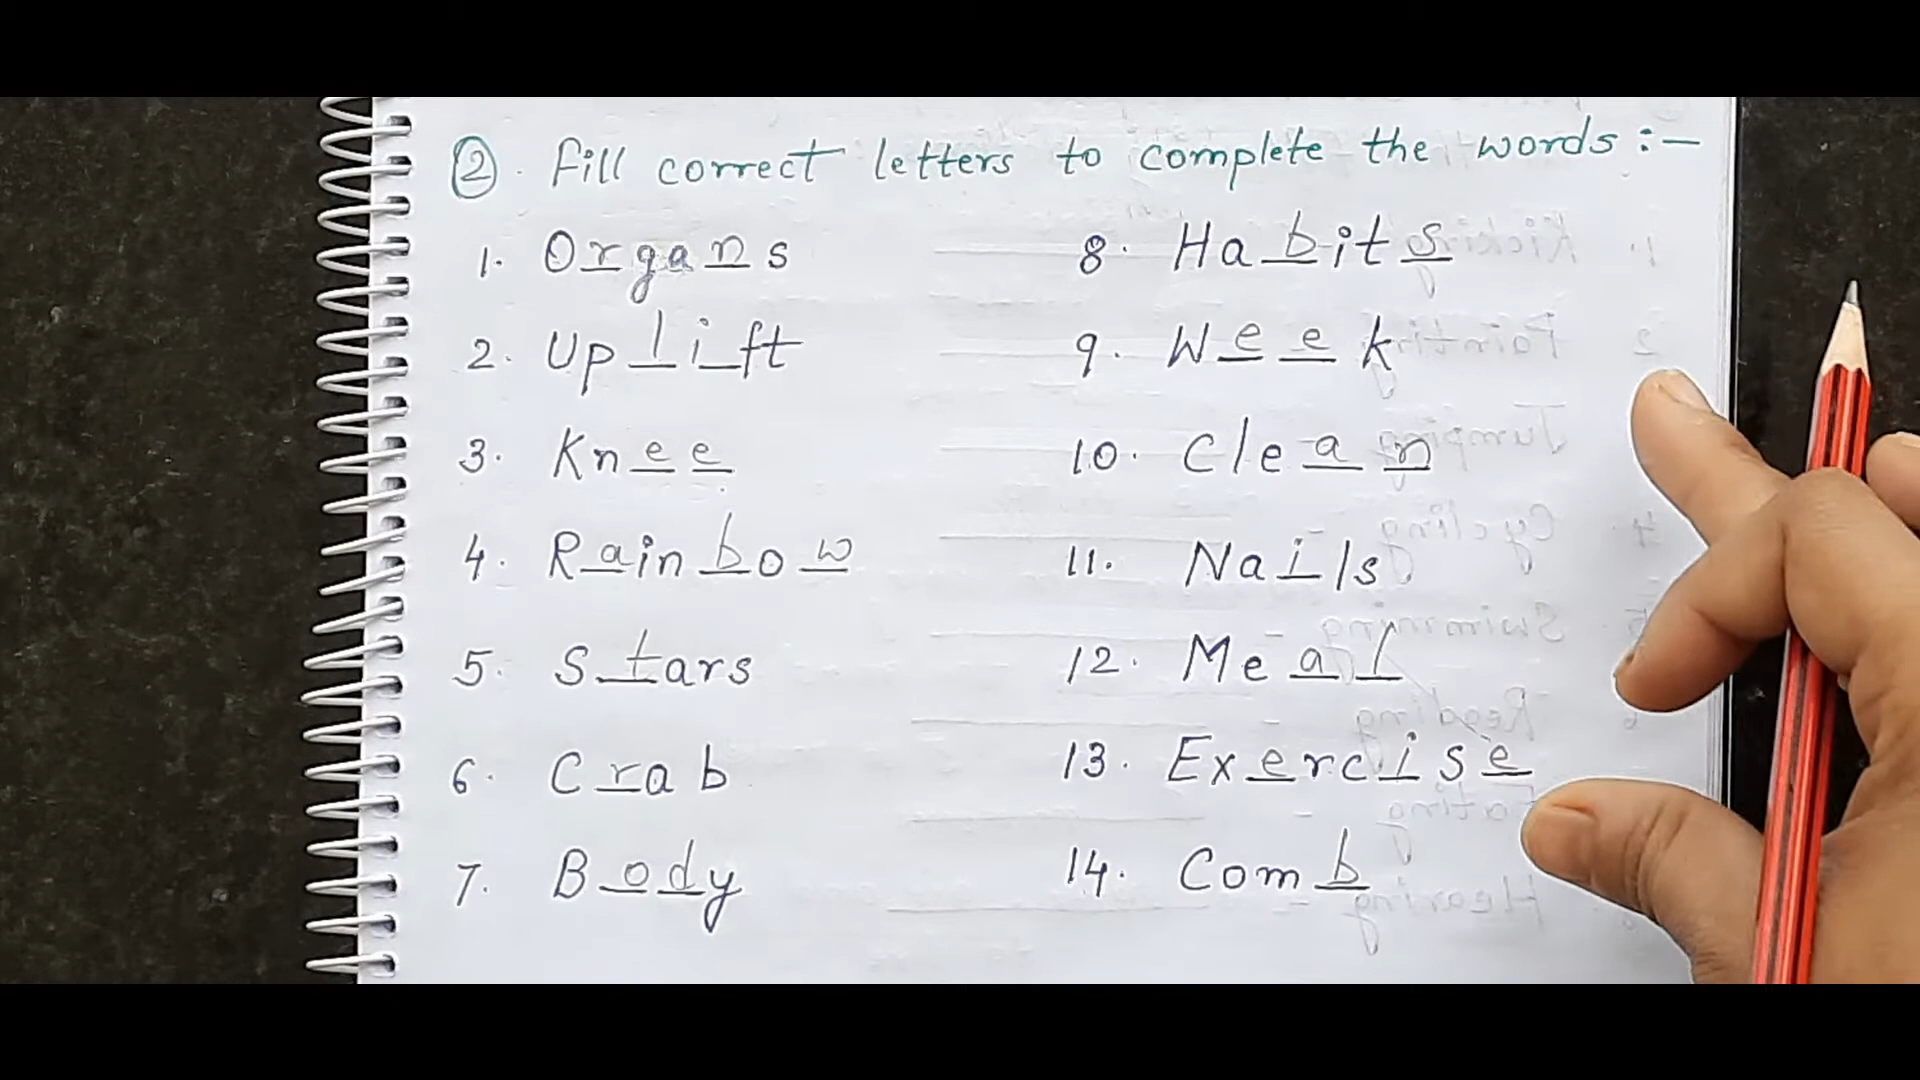 ② . Fill correct letters to complete the words :-
1. Organs
2. Uplift
3. Knee
4. Rainbow
5. Stars
6. Crab
7. Body
8. Habits
9. Week
10. Clean
11. Nails
12. Meal
13. Exercise
14. Comb